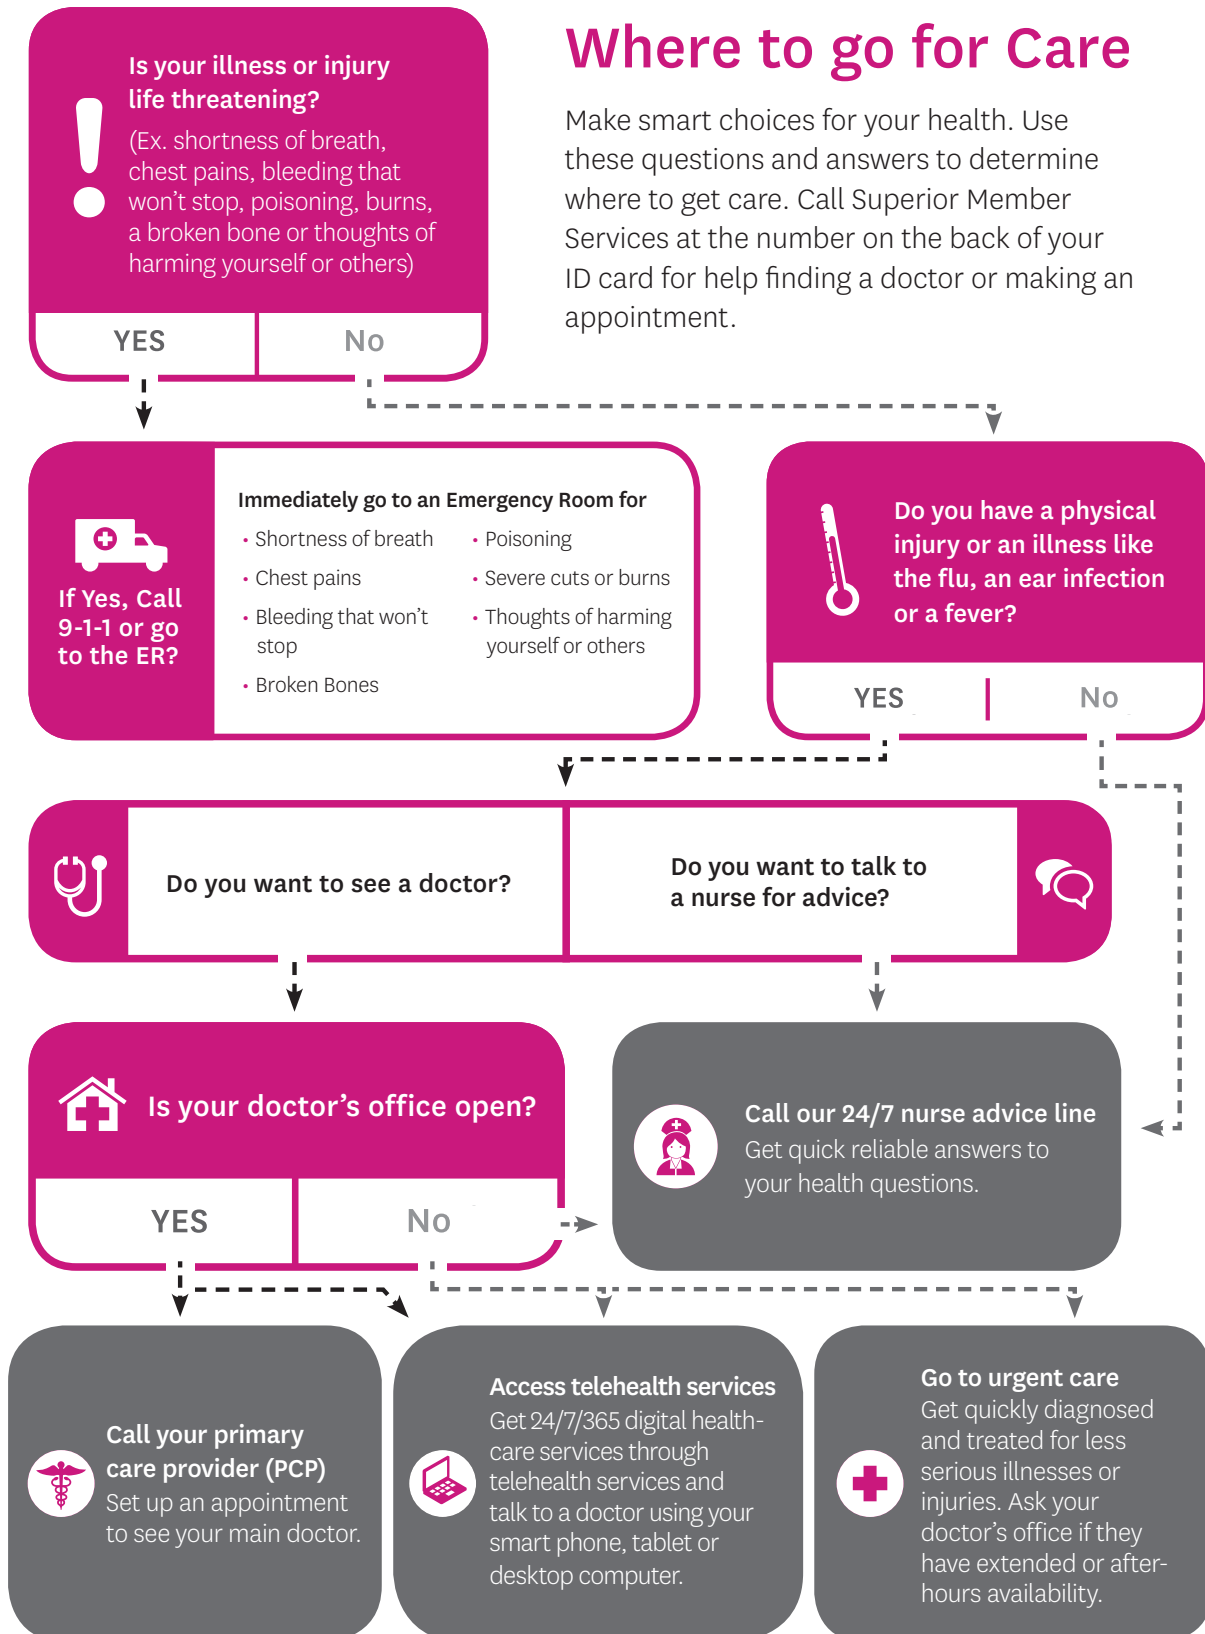 Where to go for Care
Make smart choices for your health. Use
these questions and answers to determine
where to get care. Call Superior Member
Services at the number on the back of your
ID card for help finding a doctor or making an
appointment.
Is your illness or injury
life threatening?
(Ex. shortness of breath,
chest pains, bleeding that
won't stop, poisoning, burns,
a broken bone or thoughts of
harming yourself or others)
YES
No
If Yes, Call
9-1-1 or go
to the ER?
Immediately go to an Emergency Room for
• Shortness of breath
• Chest pains
• Bleeding that won't
stop
• Broken Bones
• Poisoning
• Severe cuts or burns
• Thoughts of harming
yourself or others
Do you have a physical
injury or an illness like
the flu, an ear infection
or a fever?
YES
No
Do you want to see a doctor?
Do you want to talk to
a nurse for advice?
Is your doctor's office open?
YES
No
Call our 24/7 nurse advice line
Get quick reliable answers to
your health questions.
Call your primary
care provider (PCP)
Set up an appointment
to see your main doctor.
Access telehealth services
Get 24/7/365 digital health-
care services through
telehealth services and
talk to a doctor using your
smart phone, tablet or
desktop computer.
Go to urgent care
Get quickly diagnosed
and treated for less
serious illnesses or
injuries. Ask your
doctor's office if they
have extended or after-
hours availability.